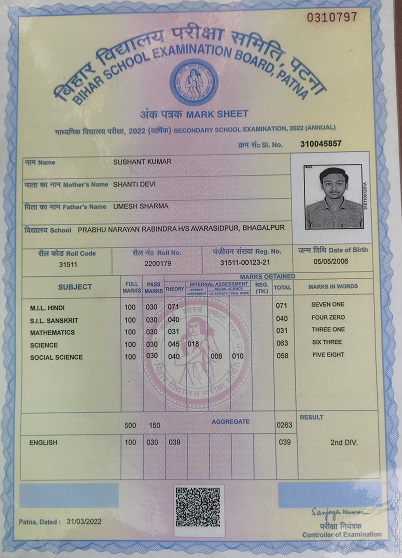 0310797
बिहार विद्यालय परीक्षा समिति, पटना
BIHAR SCHOOL EXAMINATION BOARD, PATNA
अंक पत्रक MARK SHEET
माध्यमिक विद्यालय परीक्षा, 2022 (वार्षिक) SECONDARY SCHOOL EXAMINATION, 2022 (ANNUAL)
क्रम सं० Sl. No. 310045857
नाम Name SUSHANT KUMAR
माता का नाम Mother's Name SHANTI DEVI
पिता का नाम Father's Name UMESH SHARMA
विद्यालय School PRABHU NARAYAN RABINDRA H/S AVARASIDPUR, BHAGALPUR
रौल कोड Roll Code रौल नं० Roll No. पंजीयन संख्या Reg. No. जन्म तिथि Date of Birth
31511 2200179 31511-00123-21 05/05/2006
MARKS OBTAINED
SUBJECT FULL MARKS PASS MARKS THEORY INTERNAL ASSESSMENT REG. (TH.) TOTAL MARKS IN WORDS
M.I.L. HINDI 100 030 071 071 SEVEN ONE
S.I.L. SANSKRIT 100 030 040 040 FOUR ZERO
MATHEMATICS 100 030 031 031 THREE ONE
SCIENCE 100 030 045 018 063 SIX THREE
SOCIAL SCIENCE 100 030 040 008 010 058 FIVE EIGHT
500 150 AGGREGATE 0263 RESULT
ENGLISH 100 030 039 039 2nd DIV.
Patna, Dated : 31/03/2022
Sanjay Kumar
परीक्षा नियंत्रक
Controller of Examination